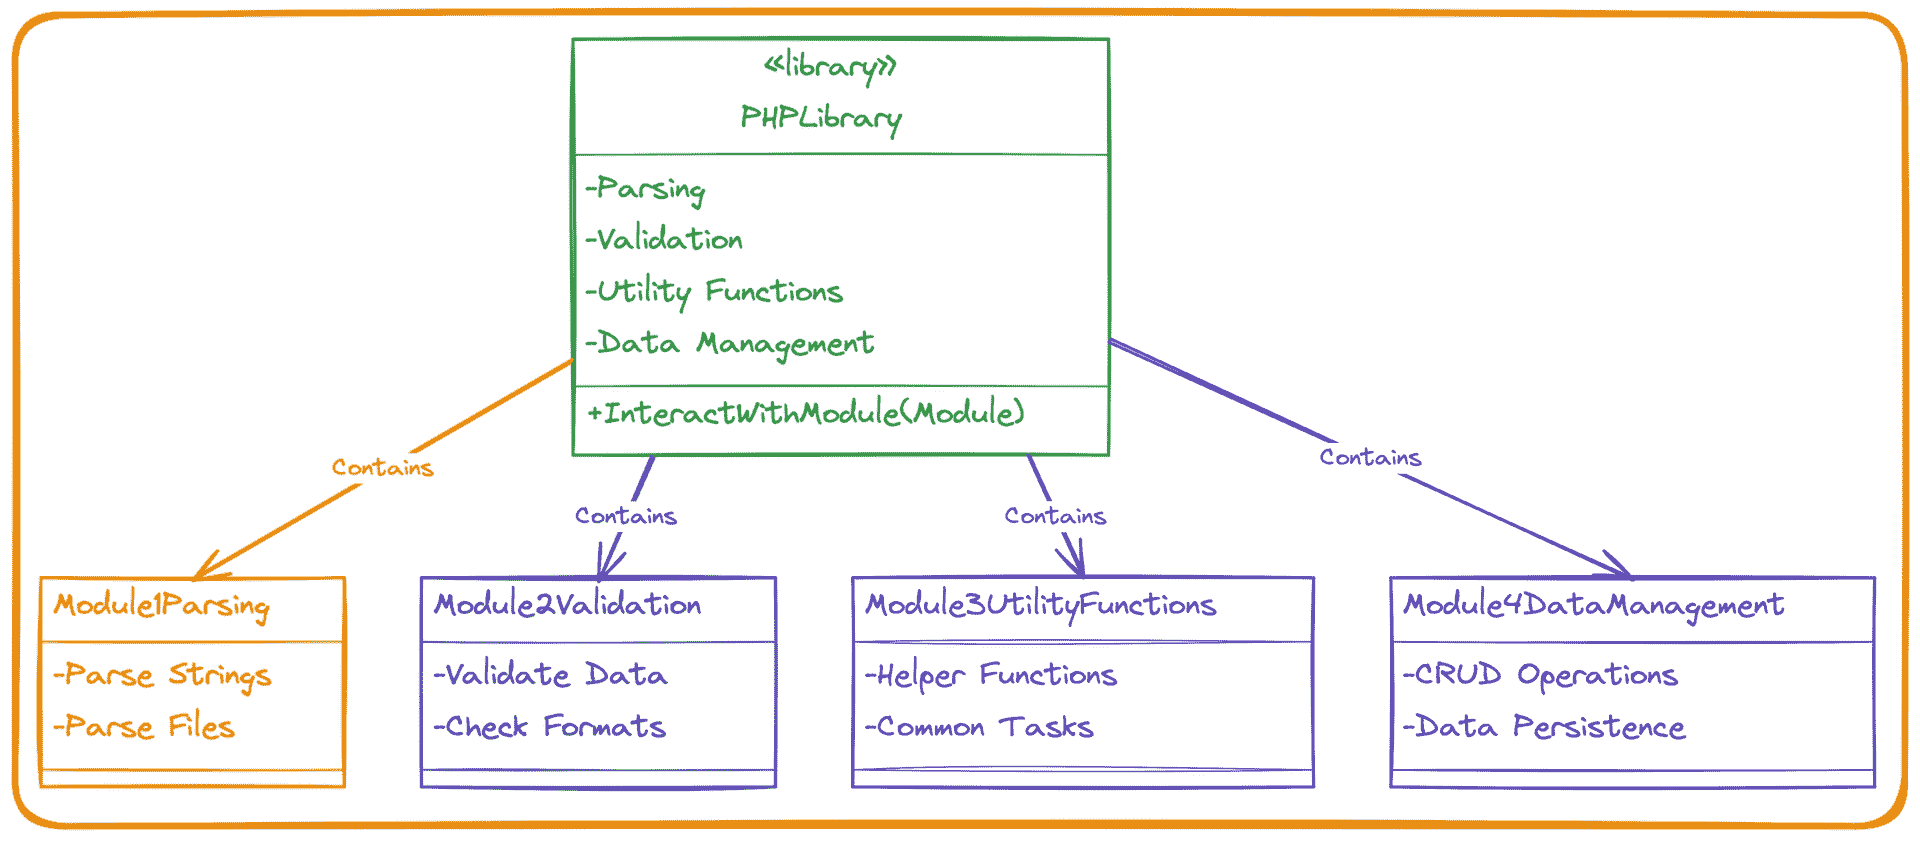 «library»
PHPLibrary
-Parsing
-Validation
-Utility Functions
-Data Management
+InteractWithModule(Module)
Contains
Contains
Contains
Contains
Module1Parsing
-Parse Strings
-Parse Files
Module2Validation
-Validate Data
-Check Formats
Module3UtilityFunctions
-Helper Functions
-Common Tasks
Module4DataManagement
-CRUD Operations
-Data Persistence